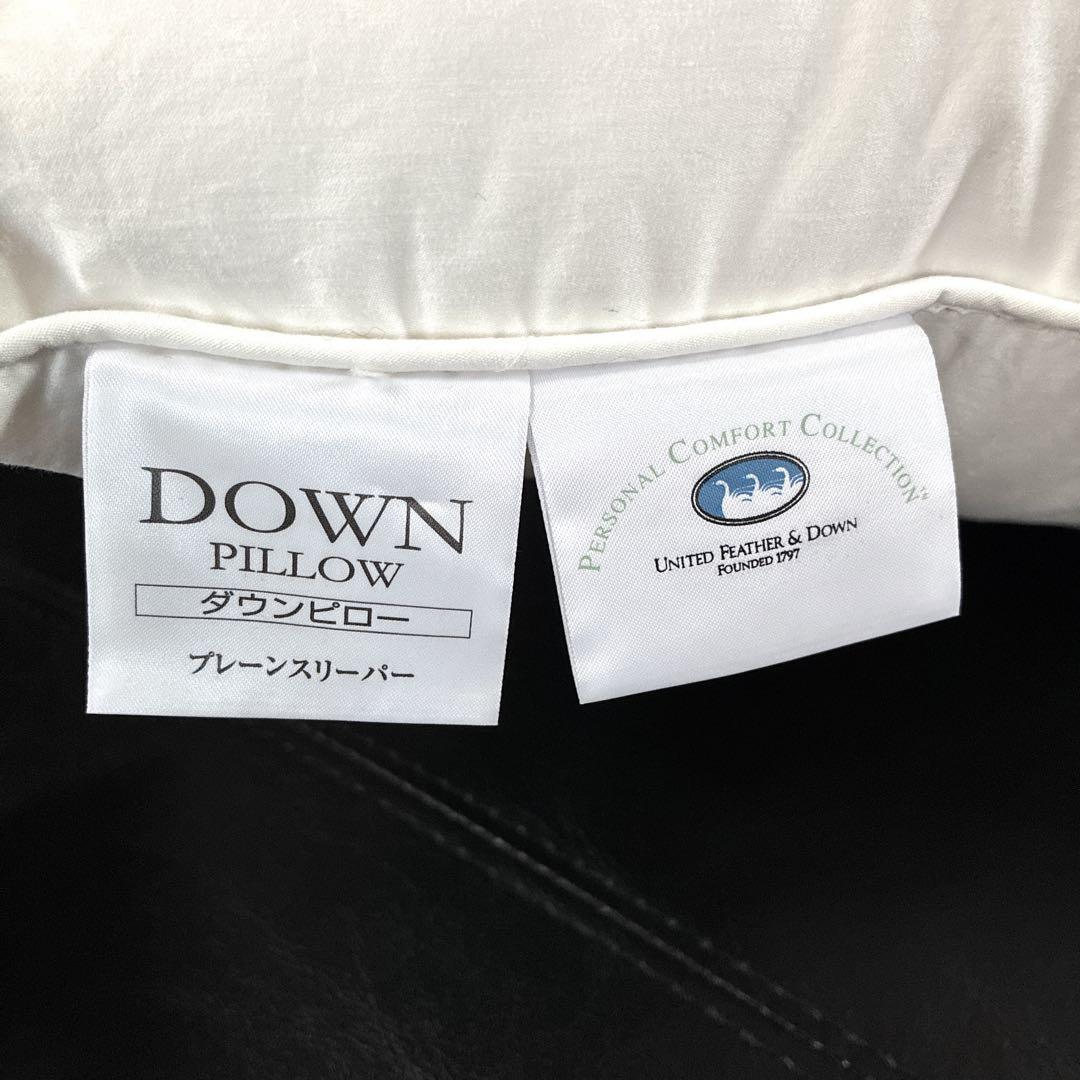 DOWN
PILLOW
ダウンピロー
プレーンスリーパー
PERSONAL COMFORT COLLECTION™
UNITED FEATHER & DOWN
FOUNDED 1797